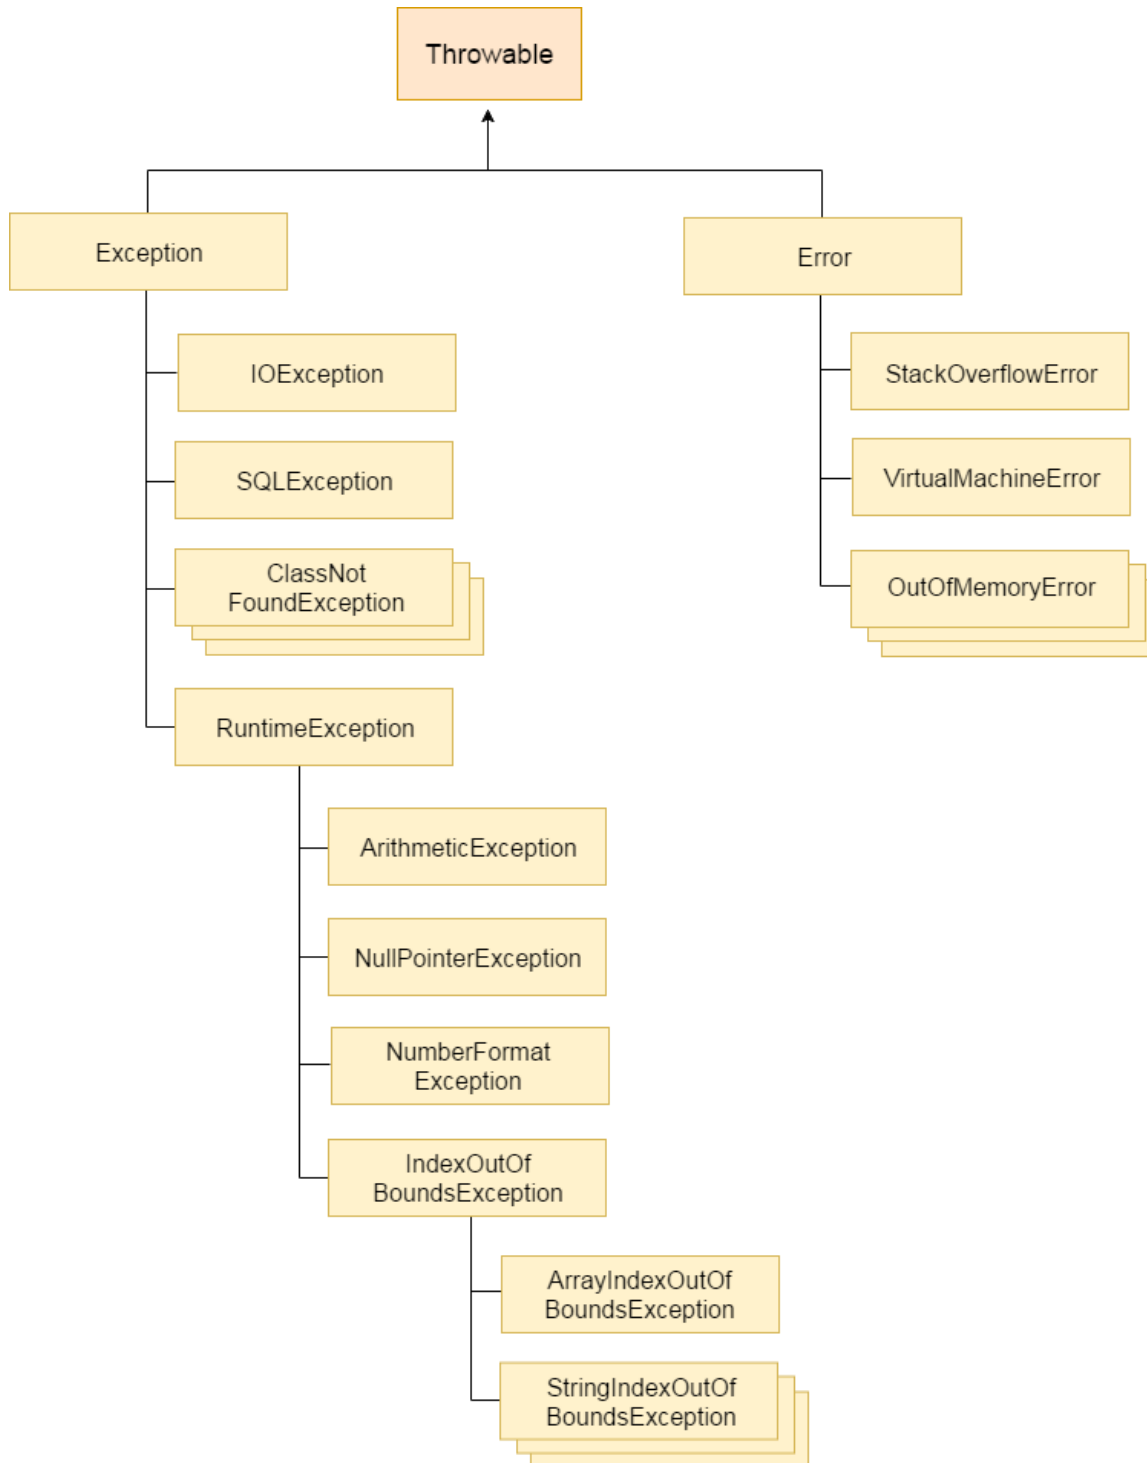 Throwable
Exception
Error
IOException
StackOverflowError
SQLException
VirtualMachineError
ClassNot
FoundException
OutOfMemoryError
RuntimeException
ArithmeticException
NullPointerException
NumberFormat
Exception
IndexOutOf
BoundsException
ArrayIndexOutOf
BoundsException
StringIndexOutOf
BoundsException